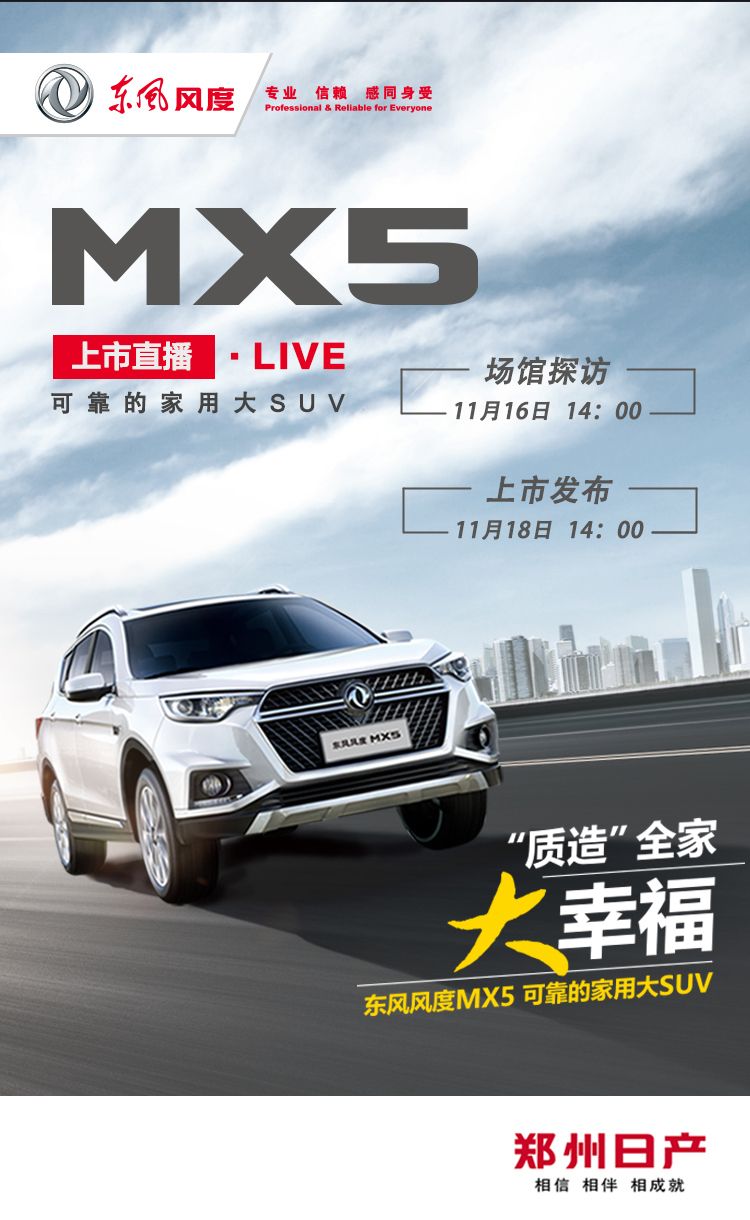 东风风度
专业 信赖 感同身受
Professional & Reliable for Everyone
MX5
上市直播 · LIVE
可靠的家用大SUV
场馆探访
11月16日 14：00
上市发布
11月18日 14：00
东风风度 MX5
“质造”全家
大幸福
东风风度MX5 可靠的家用大SUV
郑州日产
相信 相伴 相成就